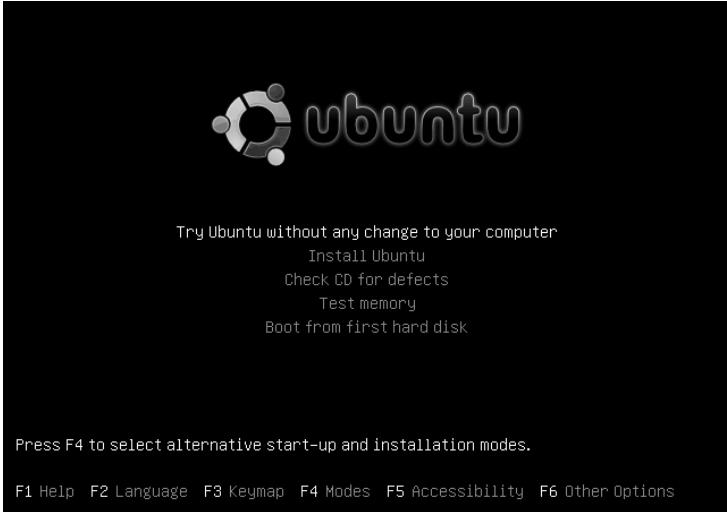 ubuntu
Try Ubuntu without any change to your computer
Install Ubuntu
Check CD for defects
Test memory
Boot from first hard disk
Press F4 to select alternative start-up and installation modes.
F1 Help F2 Language F3 Keymap F4 Modes F5 Accessibility F6 Other Options